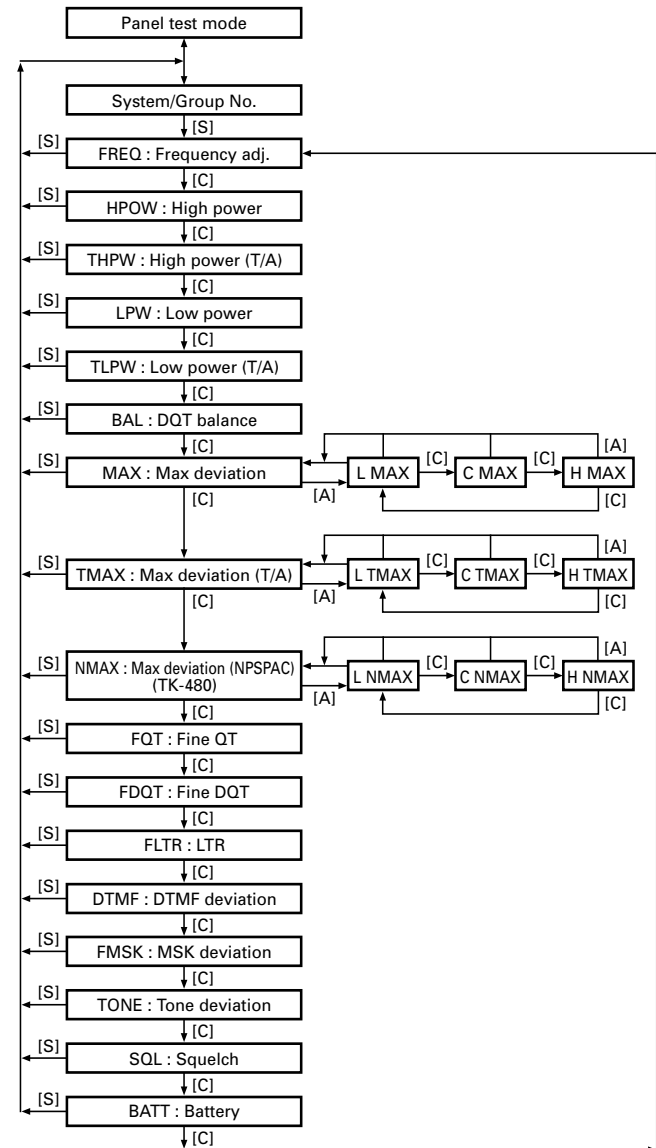 Panel test mode
System/Group No.
[S]
[S]
FREQ : Frequency adj.
[C]
[S]
HPOW : High power
[C]
[S]
THPW : High power (T/A)
[C]
[S]
LPW : Low power
[C]
[S]
TLPW : Low power (T/A)
[C]
[S]
BAL : DQT balance
[C]
[S]
MAX : Max deviation
[A]
L MAX
[C]
C MAX
[C]
H MAX
[A]
[C]
[C]
[S]
TMAX : Max deviation (T/A)
[A]
L TMAX
[C]
C TMAX
[C]
H TMAX
[A]
[C]
[C]
[S]
NMAX : Max deviation (NPSPAC)
(TK-480)
[A]
L NMAX
[C]
C NMAX
[C]
H NMAX
[A]
[C]
[C]
[S]
FQT : Fine QT
[C]
[S]
FDQT : Fine DQT
[C]
[S]
FLTR : LTR
[C]
[S]
DTMF : DTMF deviation
[C]
[S]
FMSK : MSK deviation
[C]
[S]
TONE : Tone deviation
[C]
[S]
SQL : Squelch
[C]
[S]
BATT : Battery
[C]